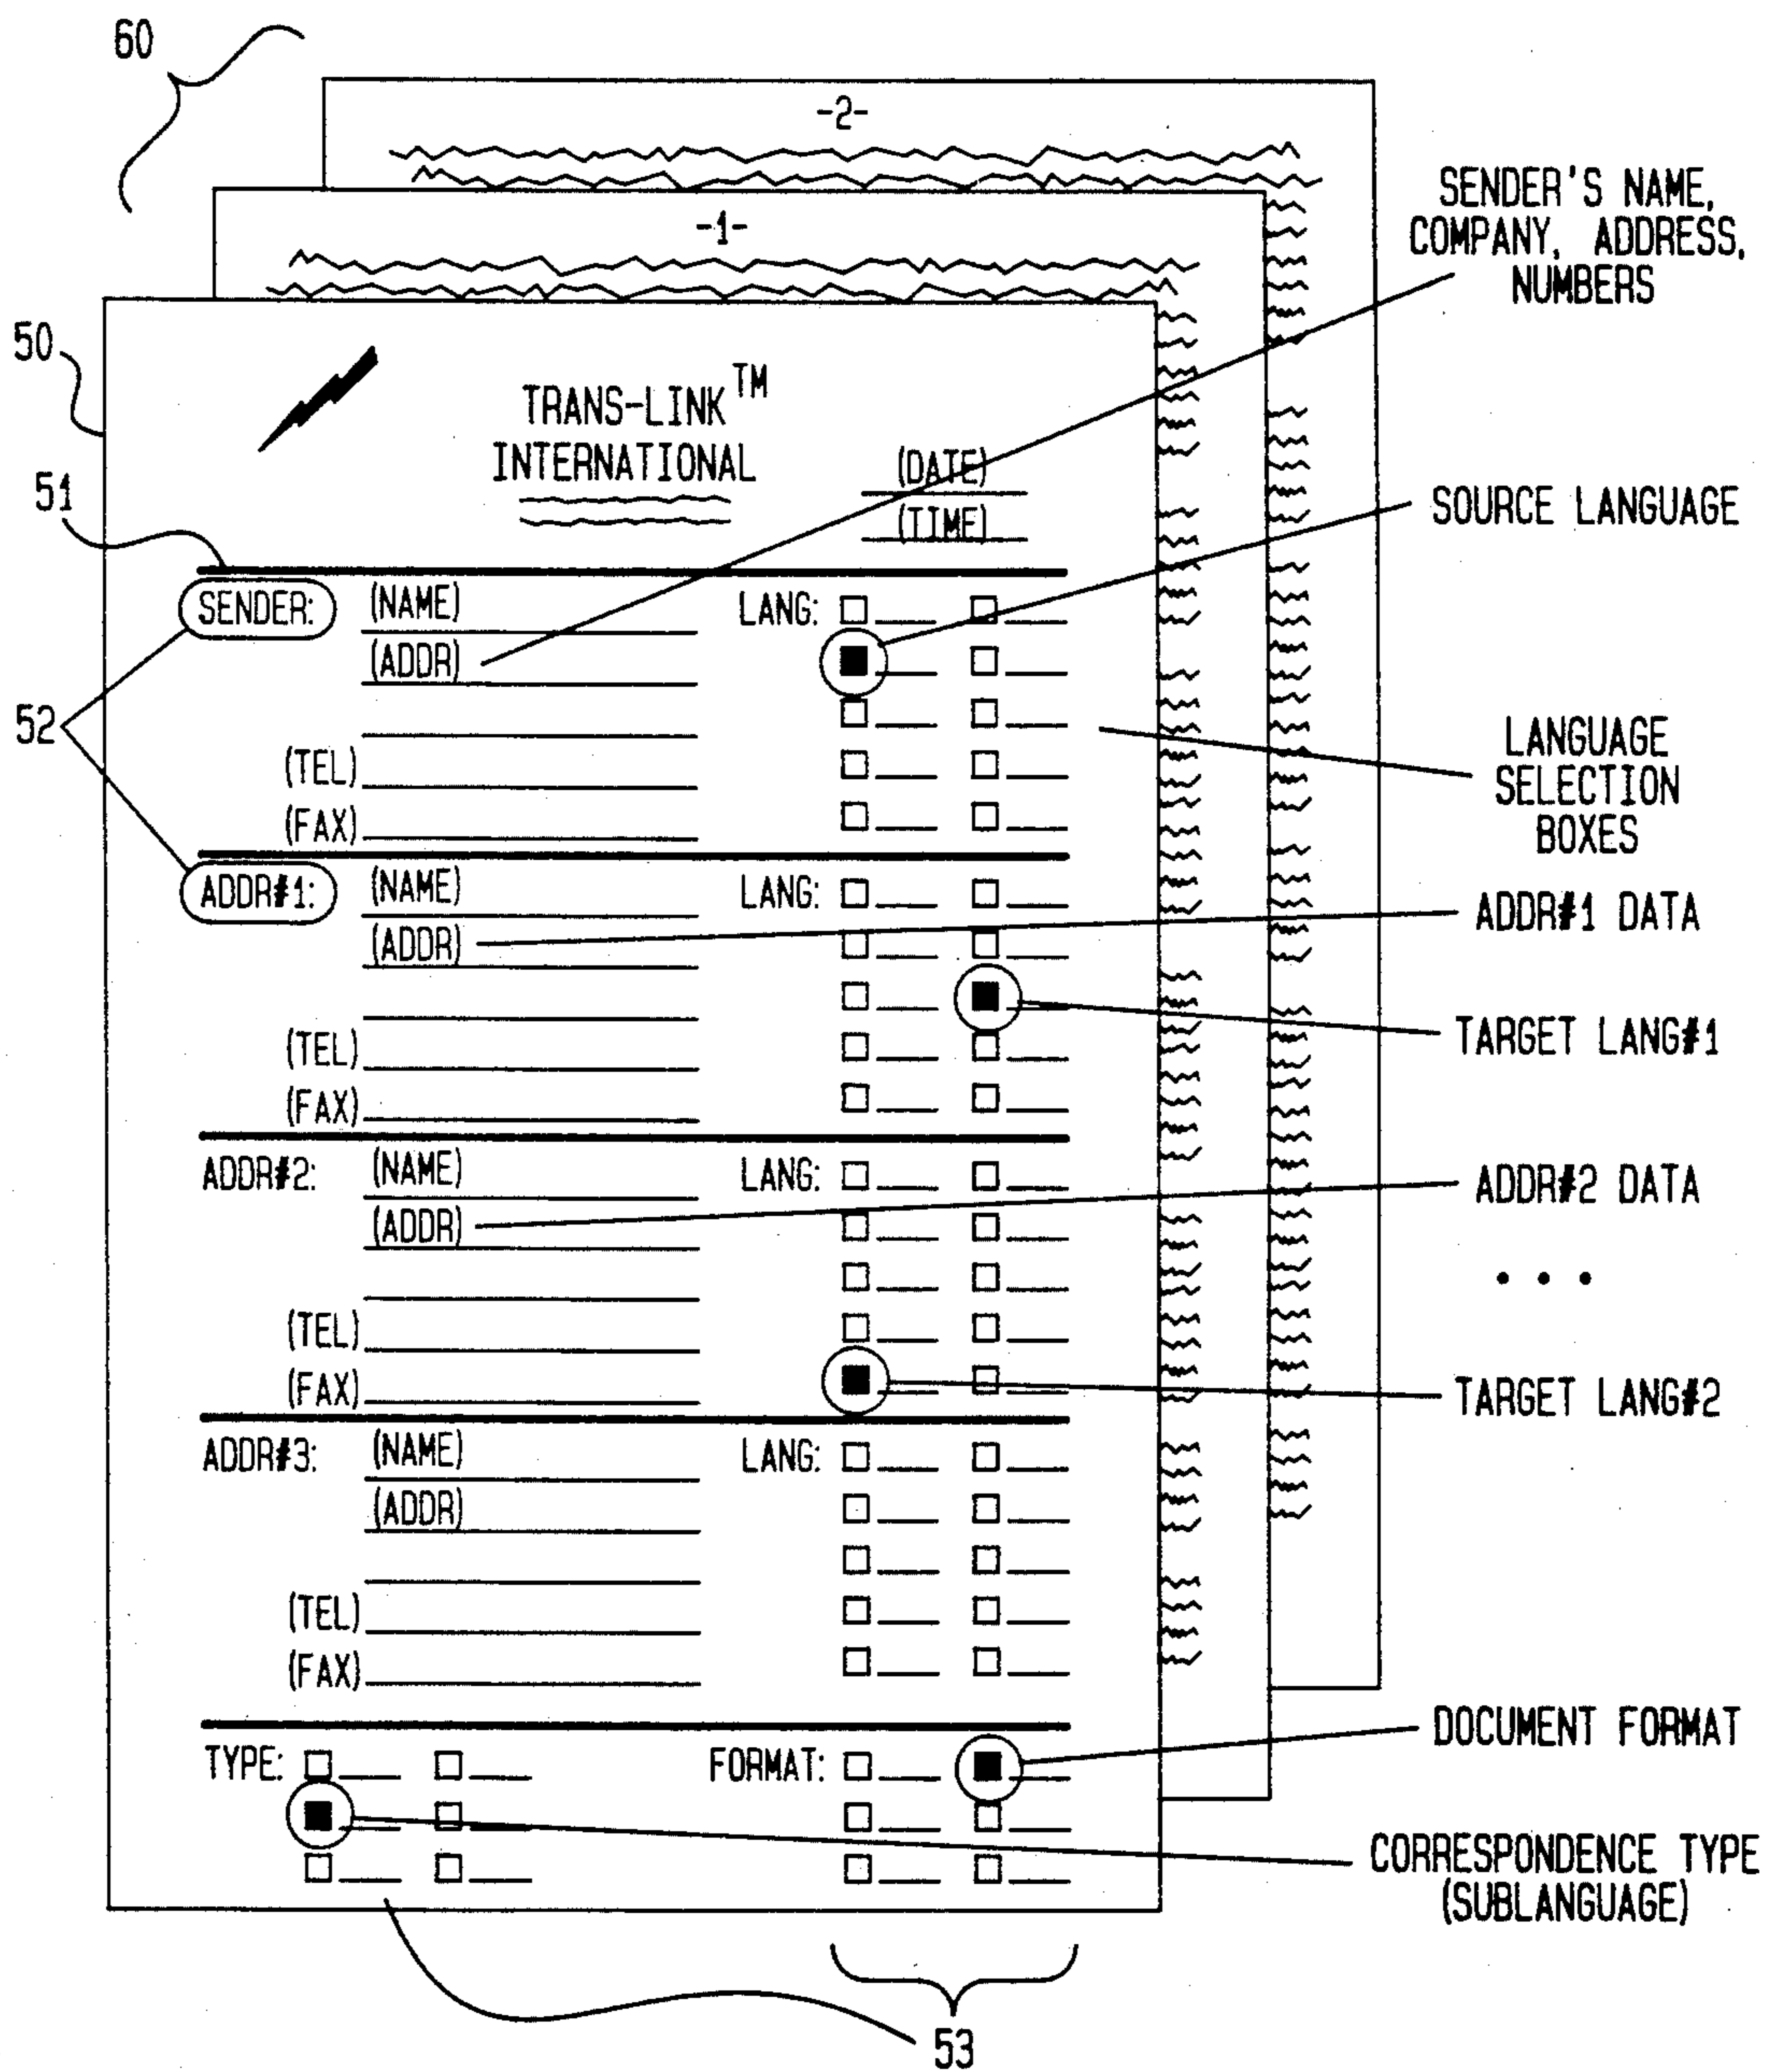 60
-2-
-1-
SENDER'S NAME,
COMPANY, ADDRESS,
NUMBERS
50
TRANS-LINK™
INTERNATIONAL
(DATE)
(TIME)
SOURCE LANGUAGE
51
SENDER: (NAME) LANG:
(ADDR)
52
(TEL)
(FAX)
LANGUAGE
SELECTION
BOXES
ADDR#1: (NAME) LANG:
(ADDR)
ADDR#1 DATA
(TEL)
(FAX)
TARGET LANG#1
ADDR#2: (NAME) LANG:
(ADDR)
ADDR#2 DATA
• • •
(TEL)
(FAX)
TARGET LANG#2
ADDR#3: (NAME) LANG:
(ADDR)
(TEL)
(FAX)
TYPE: FORMAT:
DOCUMENT FORMAT
CORRESPONDENCE TYPE
(SUBLANGUAGE)
53